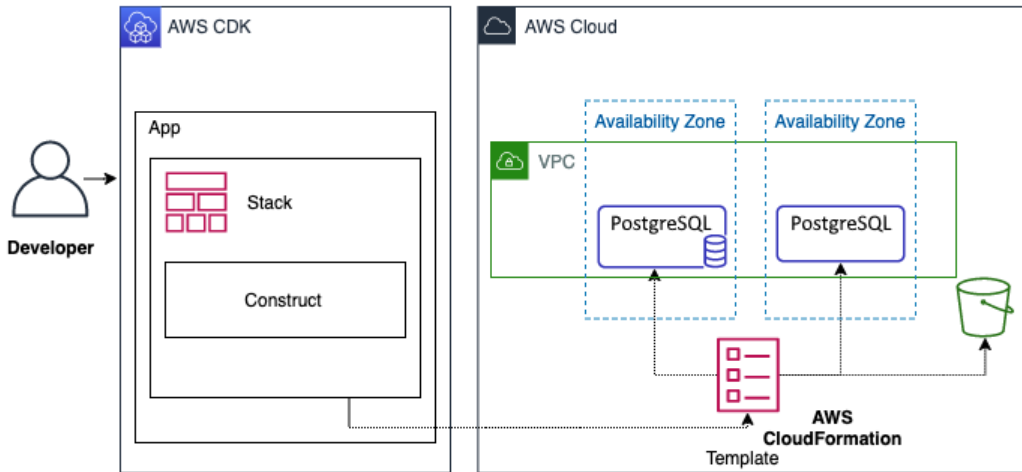 AWS CDK
App
Stack
Construct
Developer
AWS Cloud
Availability Zone
Availability Zone
VPC
PostgreSQL
PostgreSQL
AWS
CloudFormation
Template